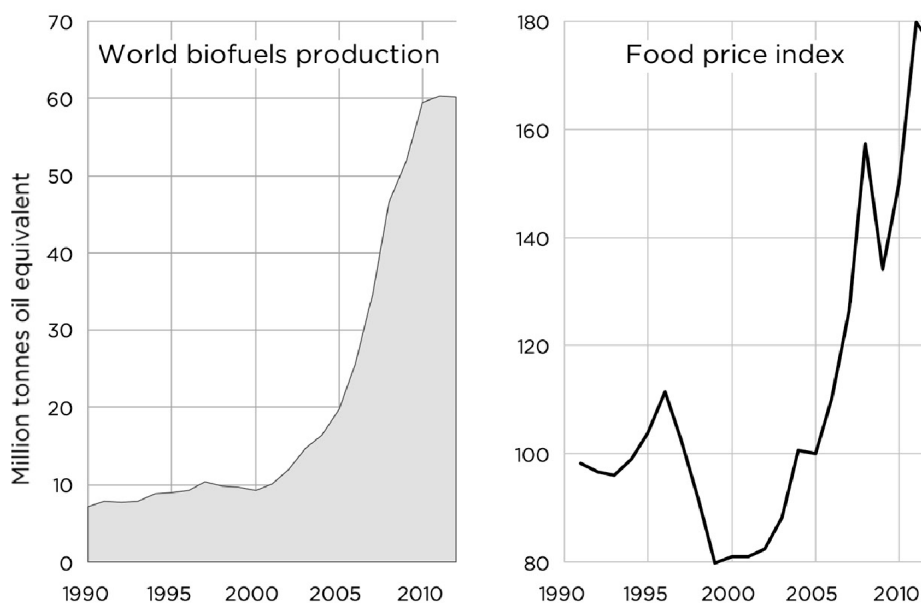 World biofuels production
Million tonnes oil equivalent
70
60
50
40
30
20
10
0
1990 1995 2000 2005 2010
Food price index
180
160
140
120
100
80
1990 1995 2000 2005 2010